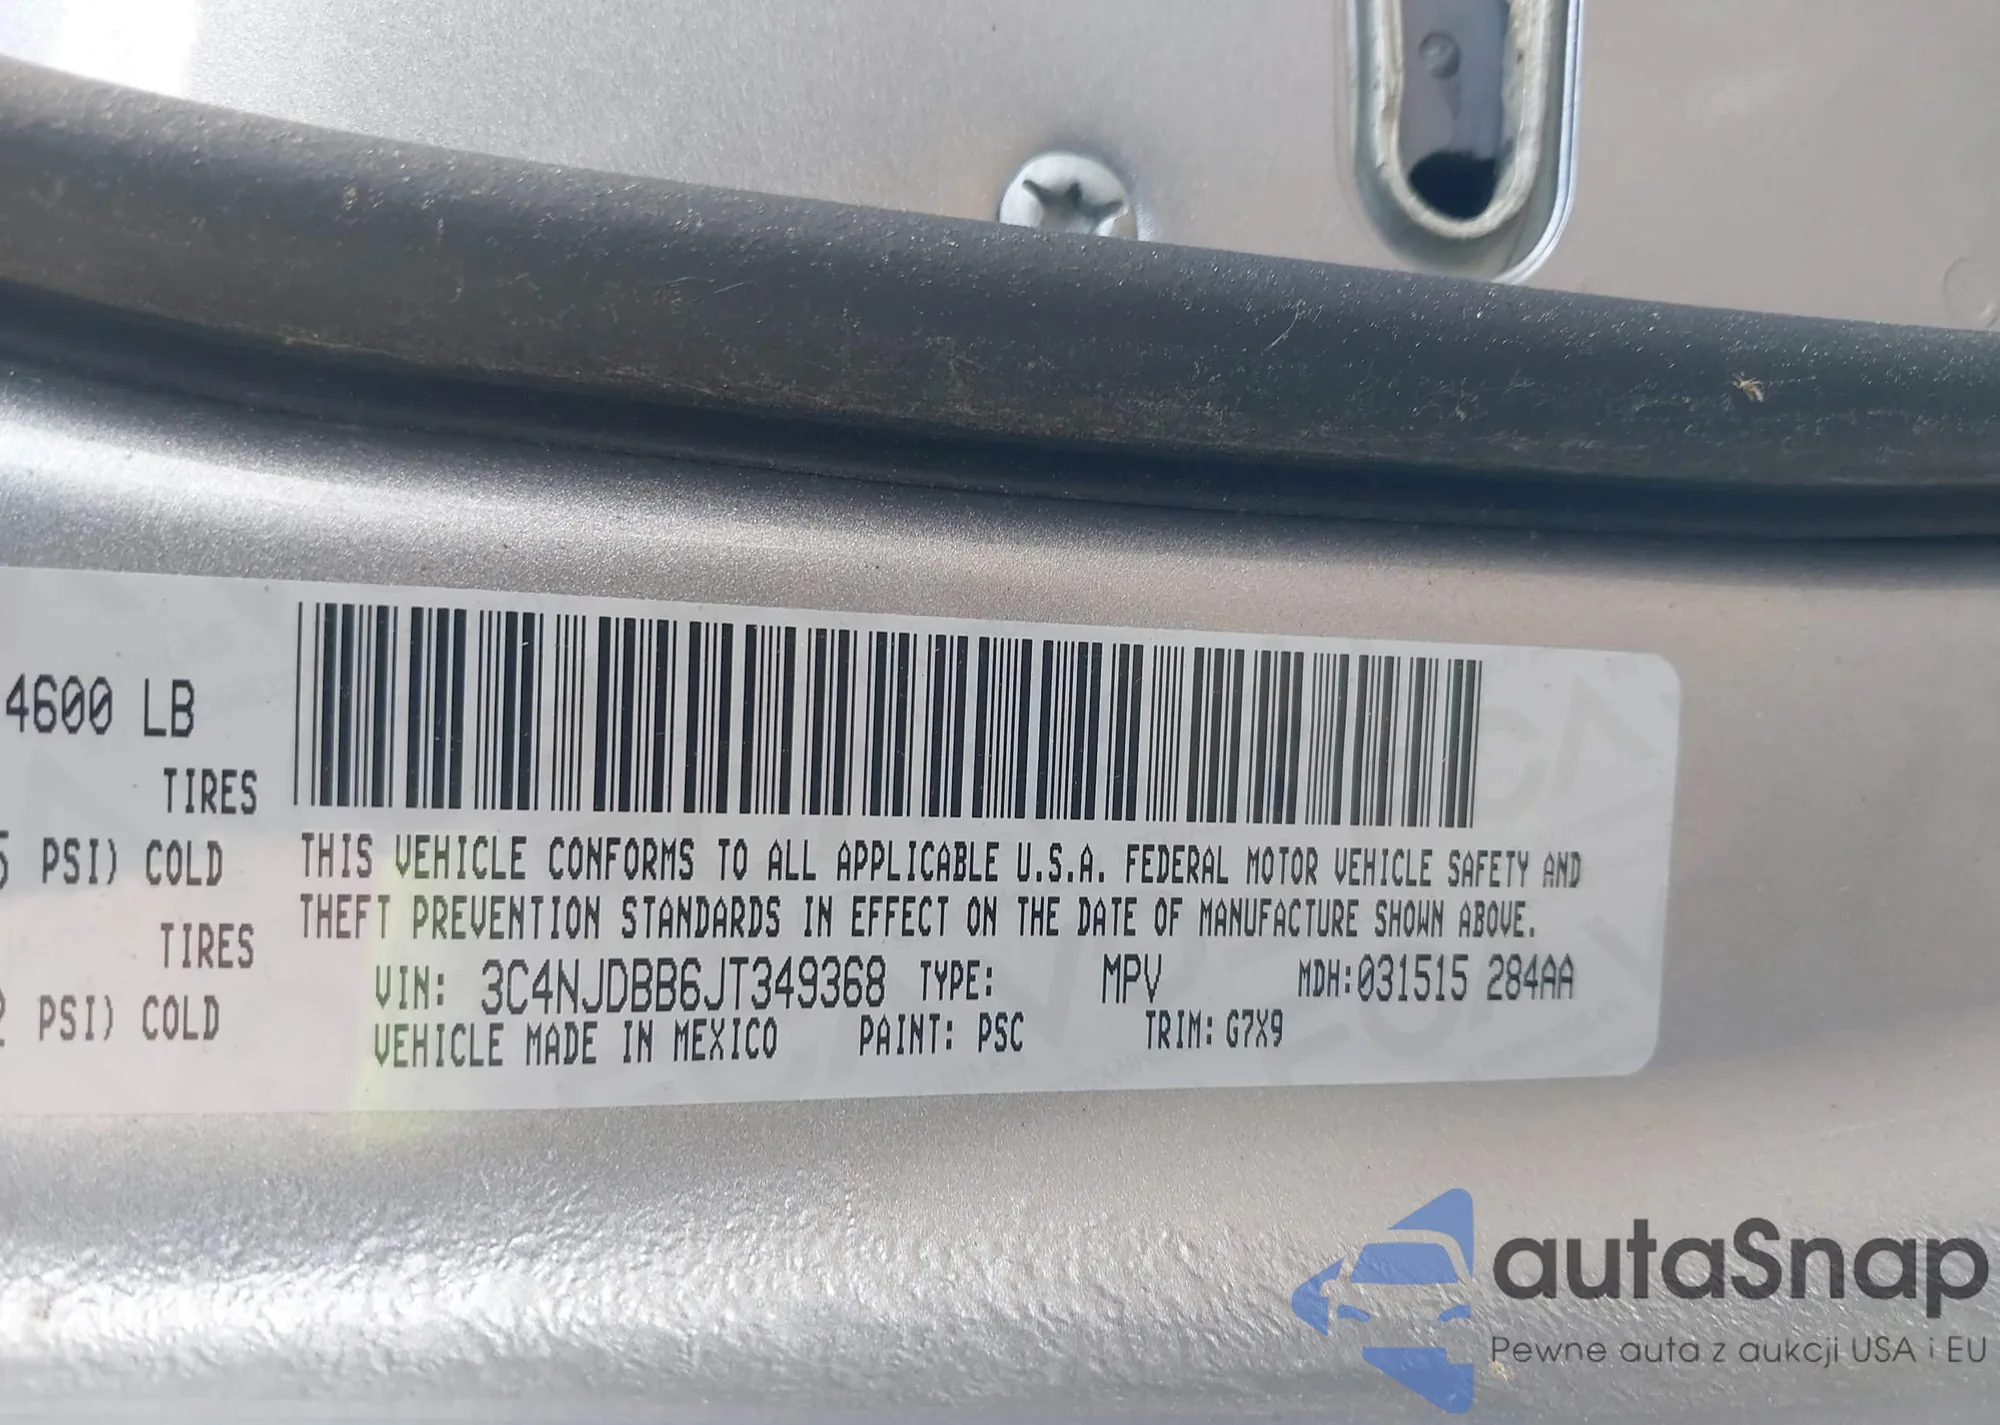 4600 LB
TIRES
5 PSI) COLD
TIRES
2 PSI) COLD
THIS VEHICLE CONFORMS TO ALL APPLICABLE U.S.A. FEDERAL MOTOR VEHICLE SAFETY AND
THEFT PREVENTION STANDARDS IN EFFECT ON THE DATE OF MANUFACTURE SHOWN ABOVE.
VIN: 3C4NJDBB6JT349368 TYPE: MPV MDH:031515 284AA
VEHICLE MADE IN MEXICO PAINT: PSC TRIM: G7X9
autaSnap
Pewne auta z aukcji USA i EU